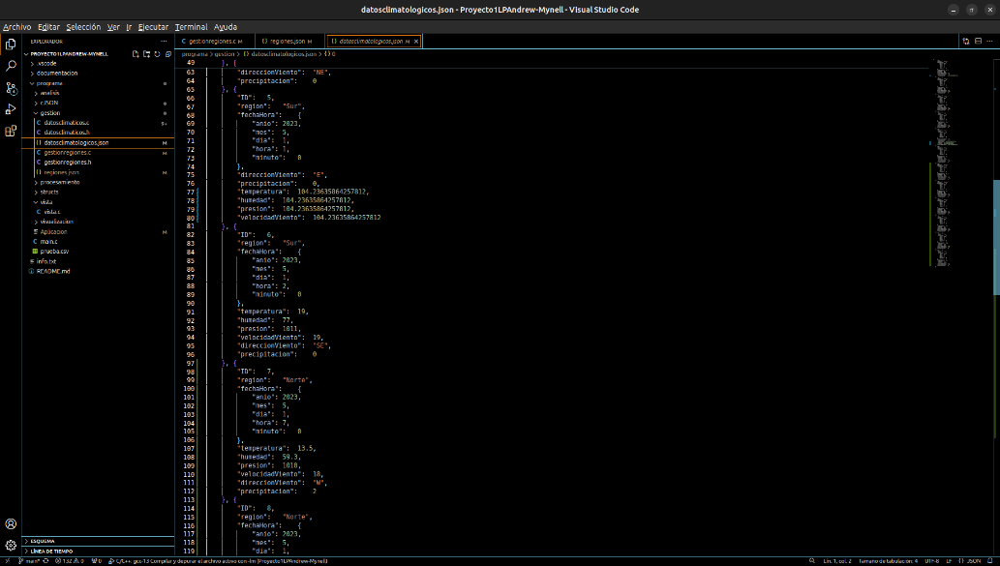 datosclimatologicos.json - Proyecto1LPAndrew-Mynell - Visual Studio Code
Archivo Editar Selección Ver Ir Ejecutar Terminal Ayuda
EXPLORADOR
gestionregiones.c M
regiones.json M
datosclimatologicos.json M
PROYECTO1LPANDREW-MYNELL
programa > gestion > datosclimatologicos.json > 0
.vscode
documentacion
programa
analisis
cJSON
gestion
datosclimaticos.c 9+
datosclimaticos.h
datosclimatologicos.json M
gestionregiones.c M
gestionregiones.h
regiones.json M
procesamiento
structs
vista
vista.c
visualizacion
Aplicacion M
main.c
prueba.csv
info.txt
README.md
ESQUEMA
LÍNEA DE TIEMPO
49 }, {
63 "direccionViento": "NE",
64 "precipitacion": 0
65 }, {
66 "ID": 5,
67 "region": "Sur",
68 "fechaHora": {
69 "anio": 2023,
70 "mes": 5,
71 "dia": 1,
72 "hora": 1,
73 "minuto": 0
74 },
75 "direccionViento": "E",
76 "precipitacion": 0,
77 "temperatura": 104.23635864257812,
78 "humedad": 104.23635864257812,
79 "presion": 104.23635864257812,
80 "velocidadViento": 104.23635864257812
81 }, {
82 "ID": 6,
83 "region": "Sur",
84 "fechaHora": {
85 "anio": 2023,
86 "mes": 5,
87 "dia": 1,
88 "hora": 2,
89 "minuto": 0
90 },
91 "temperatura": 19,
92 "humedad": 77,
93 "presion": 1011,
94 "velocidadViento": 19,
95 "direccionViento": "SE",
96 "precipitacion": 0
97 }, {
98 "ID": 7,
99 "region": "Norte",
100 "fechaHora": {
101 "anio": 2023,
102 "mes": 5,
103 "dia": 1,
104 "hora": 7,
105 "minuto": 0
106 },
107 "temperatura": 13.5,
108 "humedad": 59.3,
109 "presion": 1010,
110 "velocidadViento": 18,
111 "direccionViento": "W",
112 "precipitacion": 2
113 }, {
114 "ID": 8,
115 "region": "Norte",
116 "fechaHora": {
117 "anio": 2023,
118 "mes": 5,
119 "dia": 1,
main* 132 0 0 C/C++: gcc-13 Compilar y depurar el archivo activo con -lm (Proyecto1LPAndrew-Mynell) Lín. 1, col. 2 Tamaño de tabulación: 4 UTF-8 LF JSON